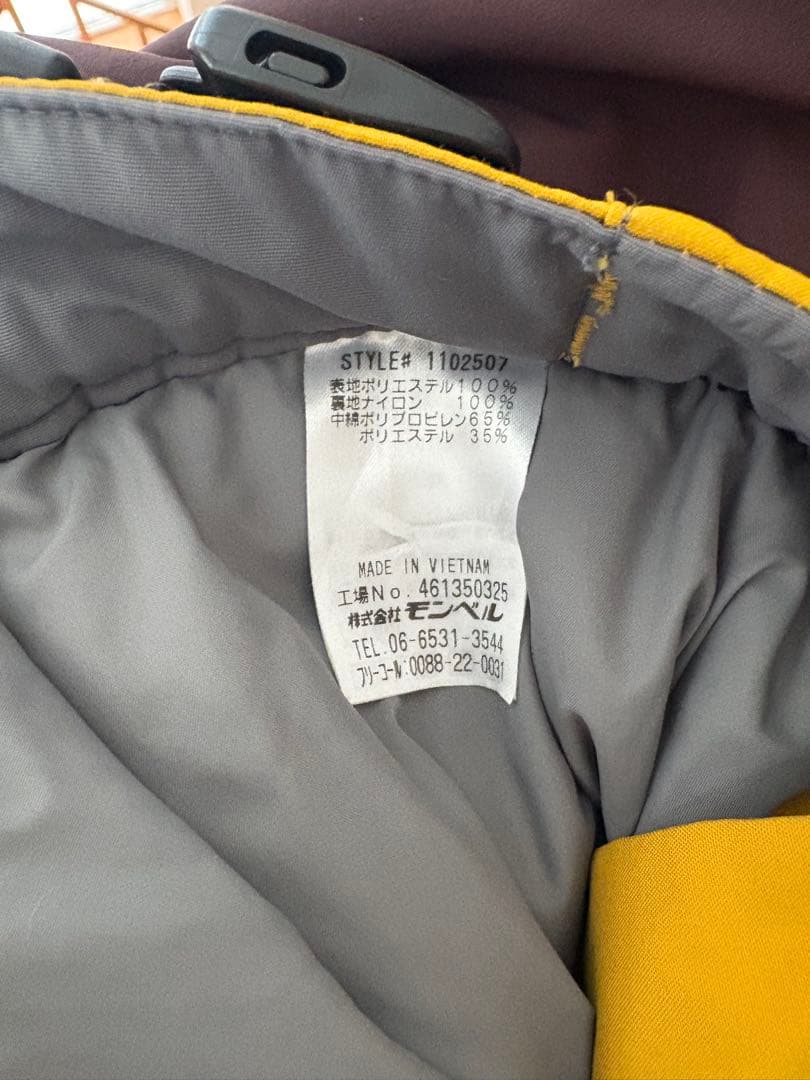 STYLE# 1102507
表地ポリエステル100%
裏地ナイロン 100%
中綿ポリプロピレン65%
ポリエステル 35%
MADE IN VIETNAM
工場No. 461350325
株式会社 モンベル
TEL.06-6531-3544
フリーコール:0088-22-0031